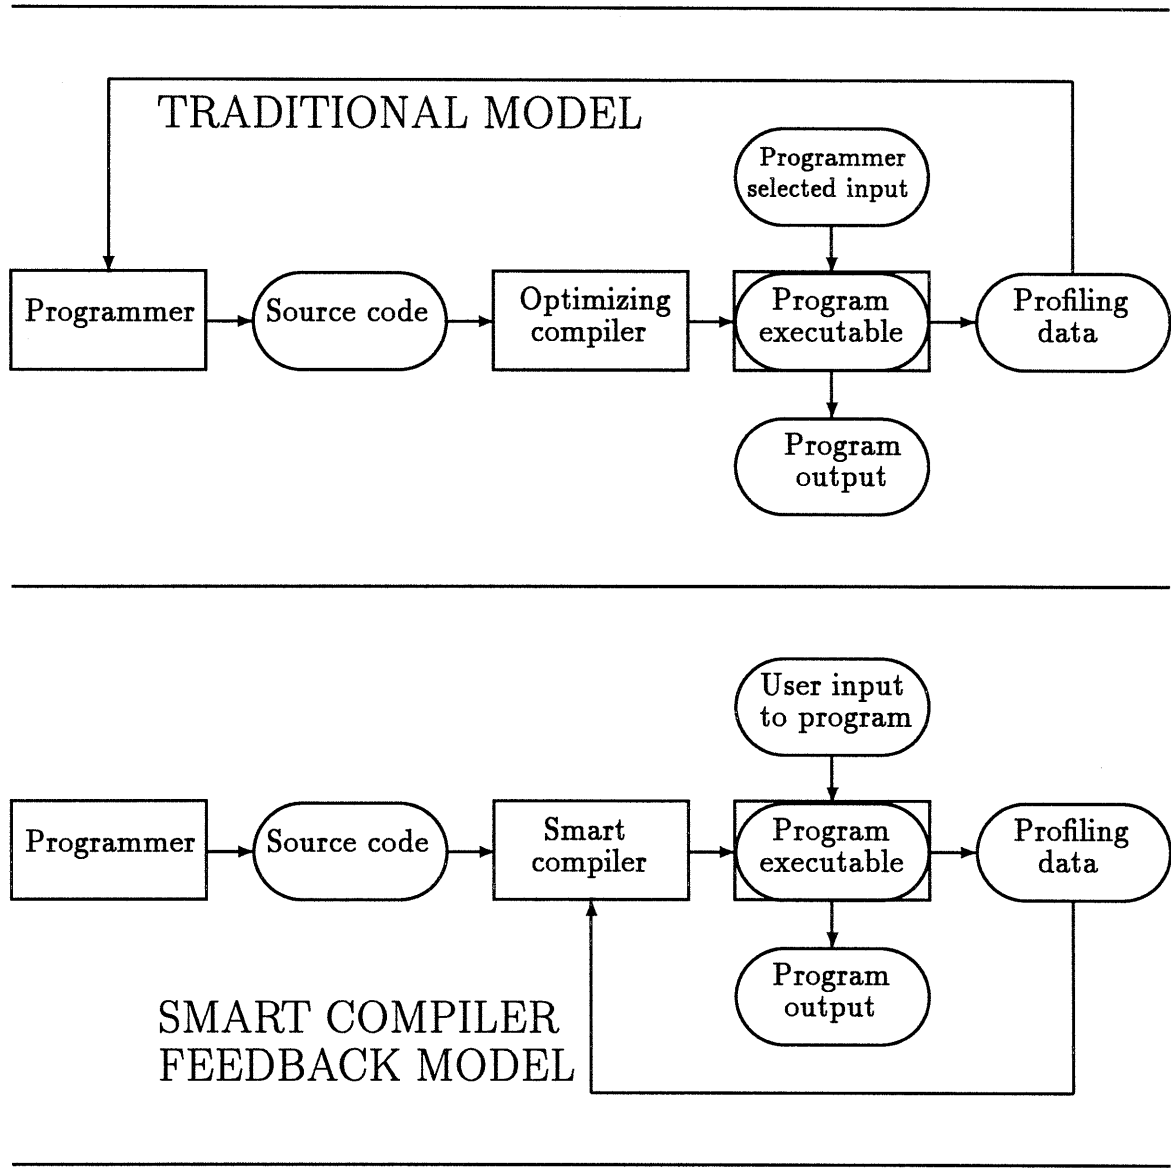 TRADITIONAL MODEL
Programmer
selected input
Programmer
Source code
Optimizing
compiler
Program
executable
Profiling
data
Program
output
User input
to program
Programmer
Source code
Smart
compiler
Program
executable
Profiling
data
Program
output
SMART COMPILER
FEEDBACK MODEL